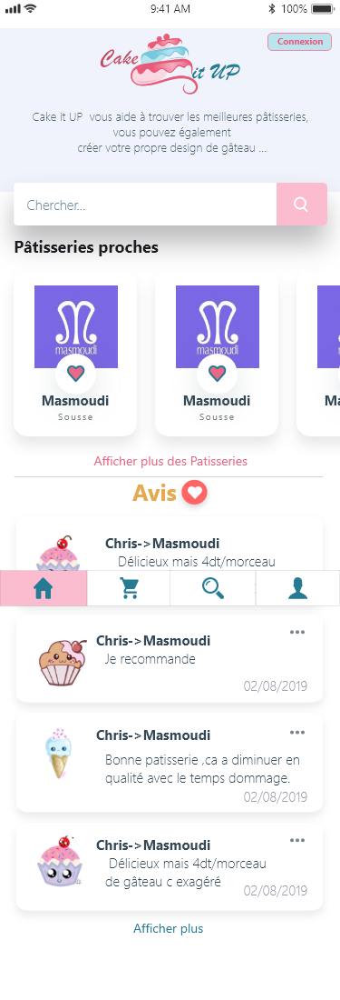 9:41 AM
100%
Connexion
Cake
it UP
Cake it UP vous aide à trouver les meilleures pâtisseries,
vous pouvez également
créer votre propre design de gâteau ...
Chercher...
Pâtisseries proches
masmoudi
masmoudi
Masmoudi
Masmoudi
Ma
Sousse
Sousse
Afficher plus des Patisseries
Avis
Chris->Masmoudi
Délicieux mais 4dt/morceau
Chris->Masmoudi
Je recommande
02/08/2019
Chris->Masmoudi
Bonne patisserie ,ca a diminuer en
qualité avec le temps dommage.
02/08/2019
Chris->Masmoudi
Délicieux mais 4dt/morceau
de gâteau c exagéré
02/08/2019
Afficher plus